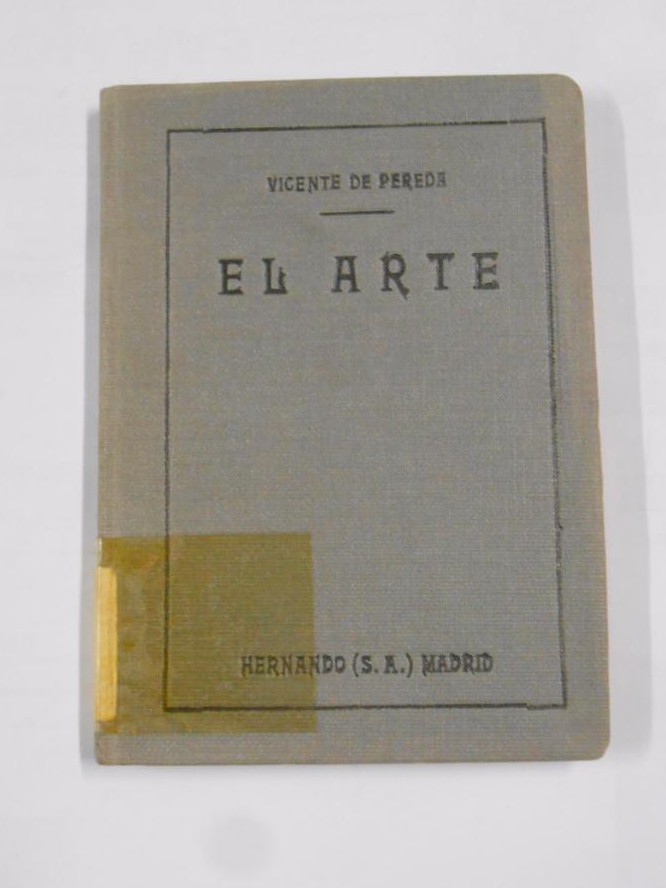 VICENTE DE PEREDA
EL ARTE
HERNANDO (S. A.) MADRID